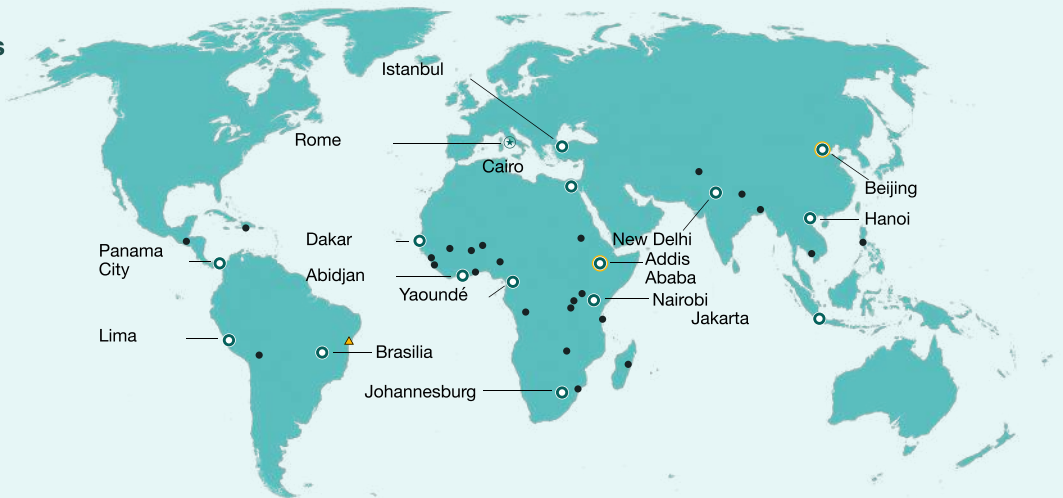 s
Istanbul
Rome
Cairo
Beijing
Hanoi
Dakar
New Delhi
Panama
City
Addis
Ababa
Abidjan
Yaoundé
Nairobi
Jakarta
Lima
Brasilia
Johannesburg